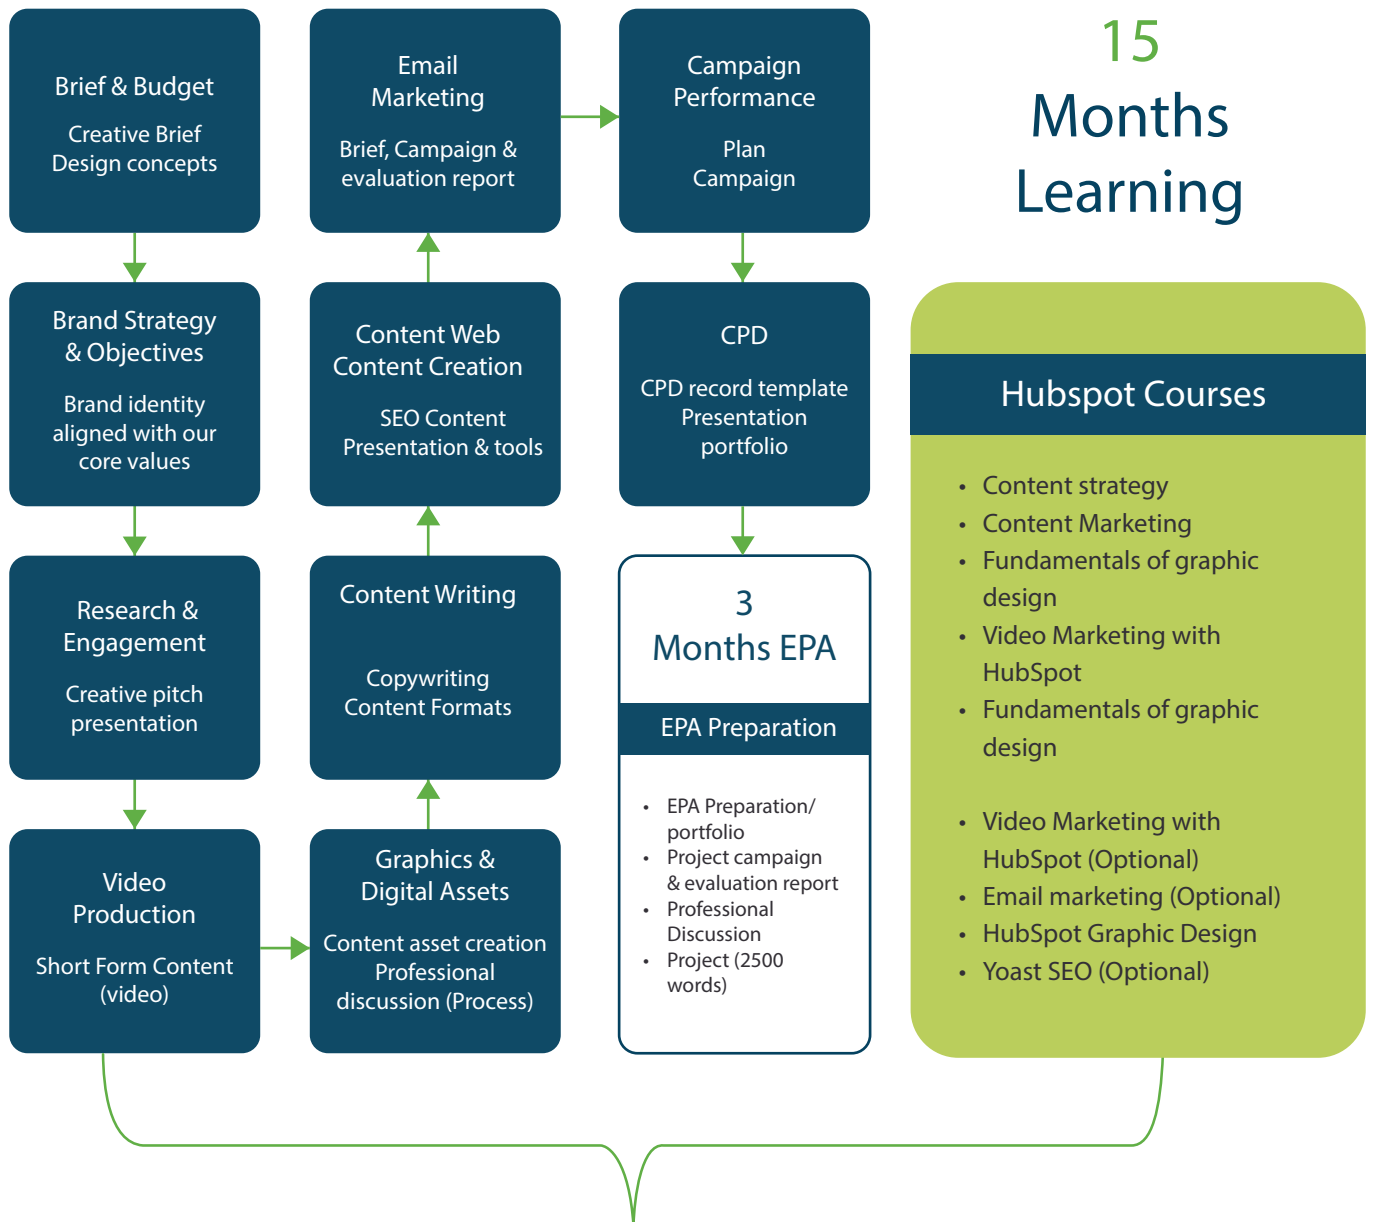 Brief & Budget
Creative Brief
Design concepts
Brand Strategy
& Objectives
Brand identity
aligned with our
core values
Research &
Engagement
Creative pitch
presentation
Video
Production
Short Form Content
(video)
Graphics &
Digital Assets
Content asset creation
Professional
discussion (Process)
Content Writing
Copywriting
Content Formats
Content Web
Content Creation
SEO Content
Presentation & tools
Email
Marketing
Brief, Campaign &
evaluation report
Campaign
Performance
Plan
Campaign
CPD
CPD record template
Presentation
portfolio
3
Months EPA
EPA Preparation
• EPA Preparation/
portfolio
• Project campaign
& evaluation report
• Professional
Discussion
• Project (2500
words)
15
Months
Learning
Hubspot Courses
• Content strategy
• Content Marketing
• Fundamentals of graphic
design
• Video Marketing with
HubSpot
• Fundamentals of graphic
design
• Video Marketing with
HubSpot (Optional)
• Email marketing (Optional)
• HubSpot Graphic Design
• Yoast SEO (Optional)